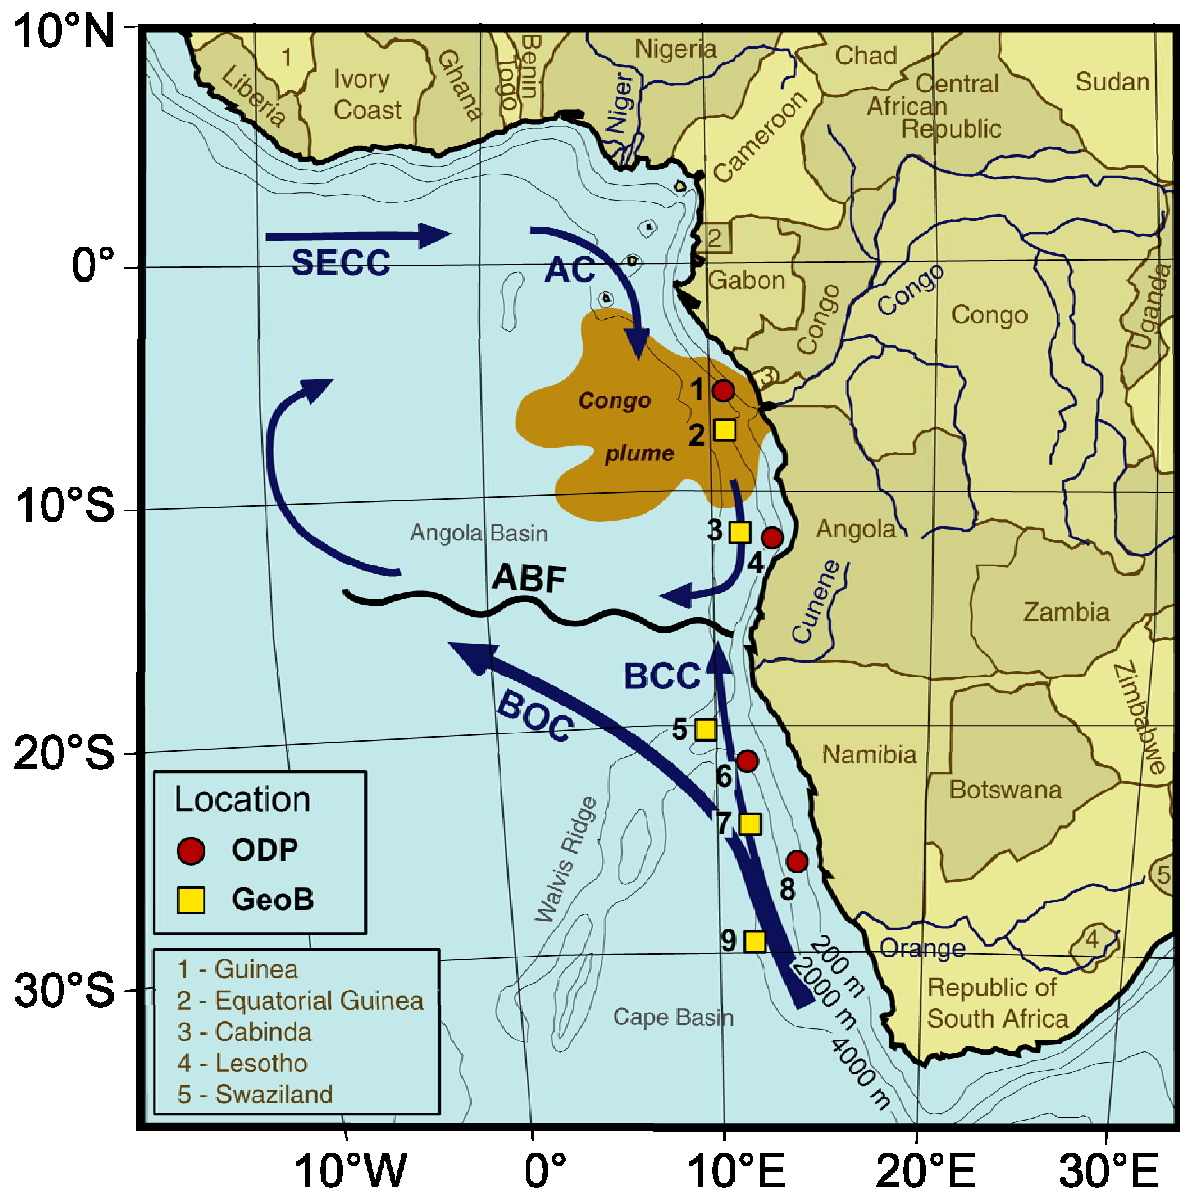 10°N
0°
10°S
20°S
30°S
10°W
0°
10°E
20°E
30°E
1
Liberia
Ivory
Coast
Ghana
Togo
Benin
Nigeria
Niger
Cameroon
Chad
Central
African
Republic
Sudan
2
Gabon
Congo
Congo
Congo
Uganda
3
SECC
AC
Congo
plume
1
2
3
4
Angola Basin
ABF
Angola
Cunene
Zambia
Zimbabwe
BCC
BOC
5
6
7
8
9
Namibia
Botswana
5
4
Walvis Ridge
Orange
200 m
2000 m
4000 m
Cape Basin
Republic of
South Africa
Location
ODP
GeoB
1 - Guinea
2 - Equatorial Guinea
3 - Cabinda
4 - Lesotho
5 - Swaziland